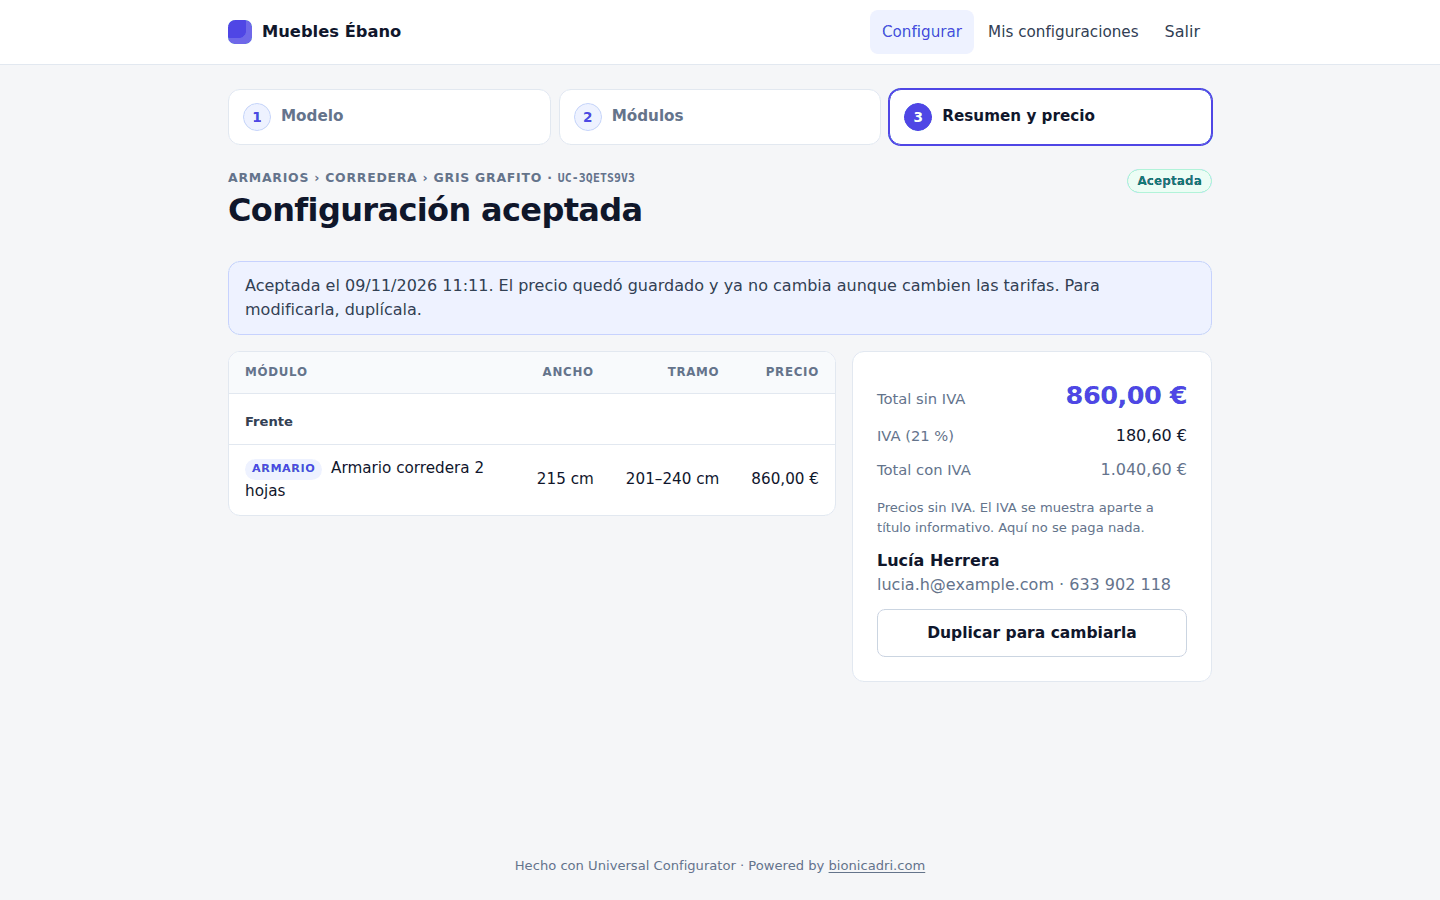 Muebles Ébano
Configurar
Mis configuraciones
Salir
1 Modelo
2 Módulos
3 Resumen y precio
ARMARIOS › CORREDERA › GRIS GRAFITO · UC-3QETS9V3
Aceptada
Configuración aceptada
Aceptada el 09/11/2026 11:11. El precio quedó guardado y ya no cambia aunque cambien las tarifas. Para
modificarla, duplícala.
MÓDULO ANCHO TRAMO PRECIO
Frente
ARMARIO Armario corredera 2
hojas
215 cm 201–240 cm 860,00 €
Total sin IVA 860,00 €
IVA (21 %) 180,60 €
Total con IVA 1.040,60 €
Precios sin IVA. El IVA se muestra aparte a
título informativo. Aquí no se paga nada.
Lucía Herrera
lucia.h@example.com · 633 902 118
Duplicar para cambiarla
Hecho con Universal Configurator · Powered by bionicadri.com